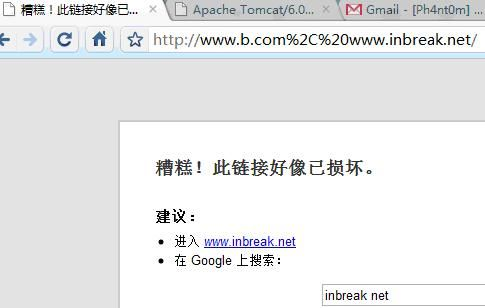 糟糕！此链接好像已...
Apache Tomcat/6.0...
Gmail - [Ph4nt0m] ...
http://www.b.com%2C%20www.inbreak.net/
糟糕！此链接好像已损坏。
建议：
进入 www.inbreak.net
在 Google 上搜索：
inbreak net